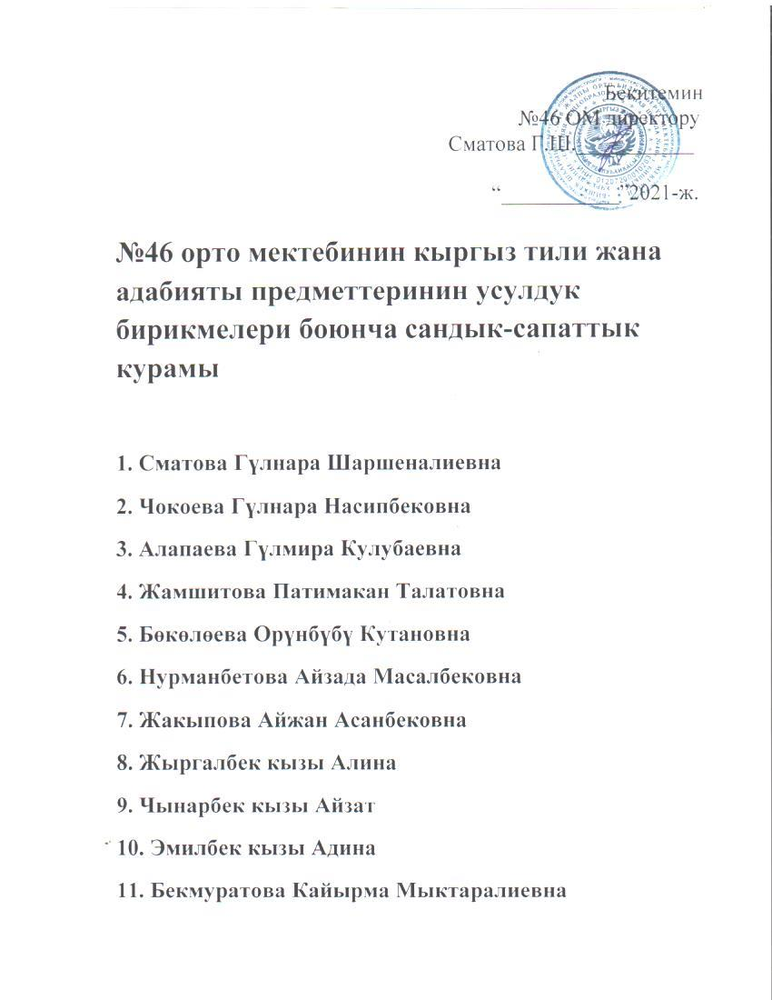 Бекитемин
№46 ОМ директору
Сматова Г.Ш.___________
“___________”2021-ж.
№46 орто мектебинин кыргыз тили жана
адабияты предметтеринин усулдук
бирикмелери боюнча сандык-сапаттык
курамы
1. Сматова Гүлнара Шаршеналиевна
2. Чокоева Гүлнара Насипбековна
3. Алапаева Гүлмира Кулубаевна
4. Жамшитова Патимакан Талатовна
5. Бөкөлөева Орүнбүбү Кутановна
6. Нурманбетова Айзада Масалбековна
7. Жакыпова Айжан Асанбековна
8. Жыргалбек кызы Алина
9. Чынарбек кызы Айзат
10. Эмилбек кызы Адина
11. Бекмуратова Кайырма Мыктаралиевна